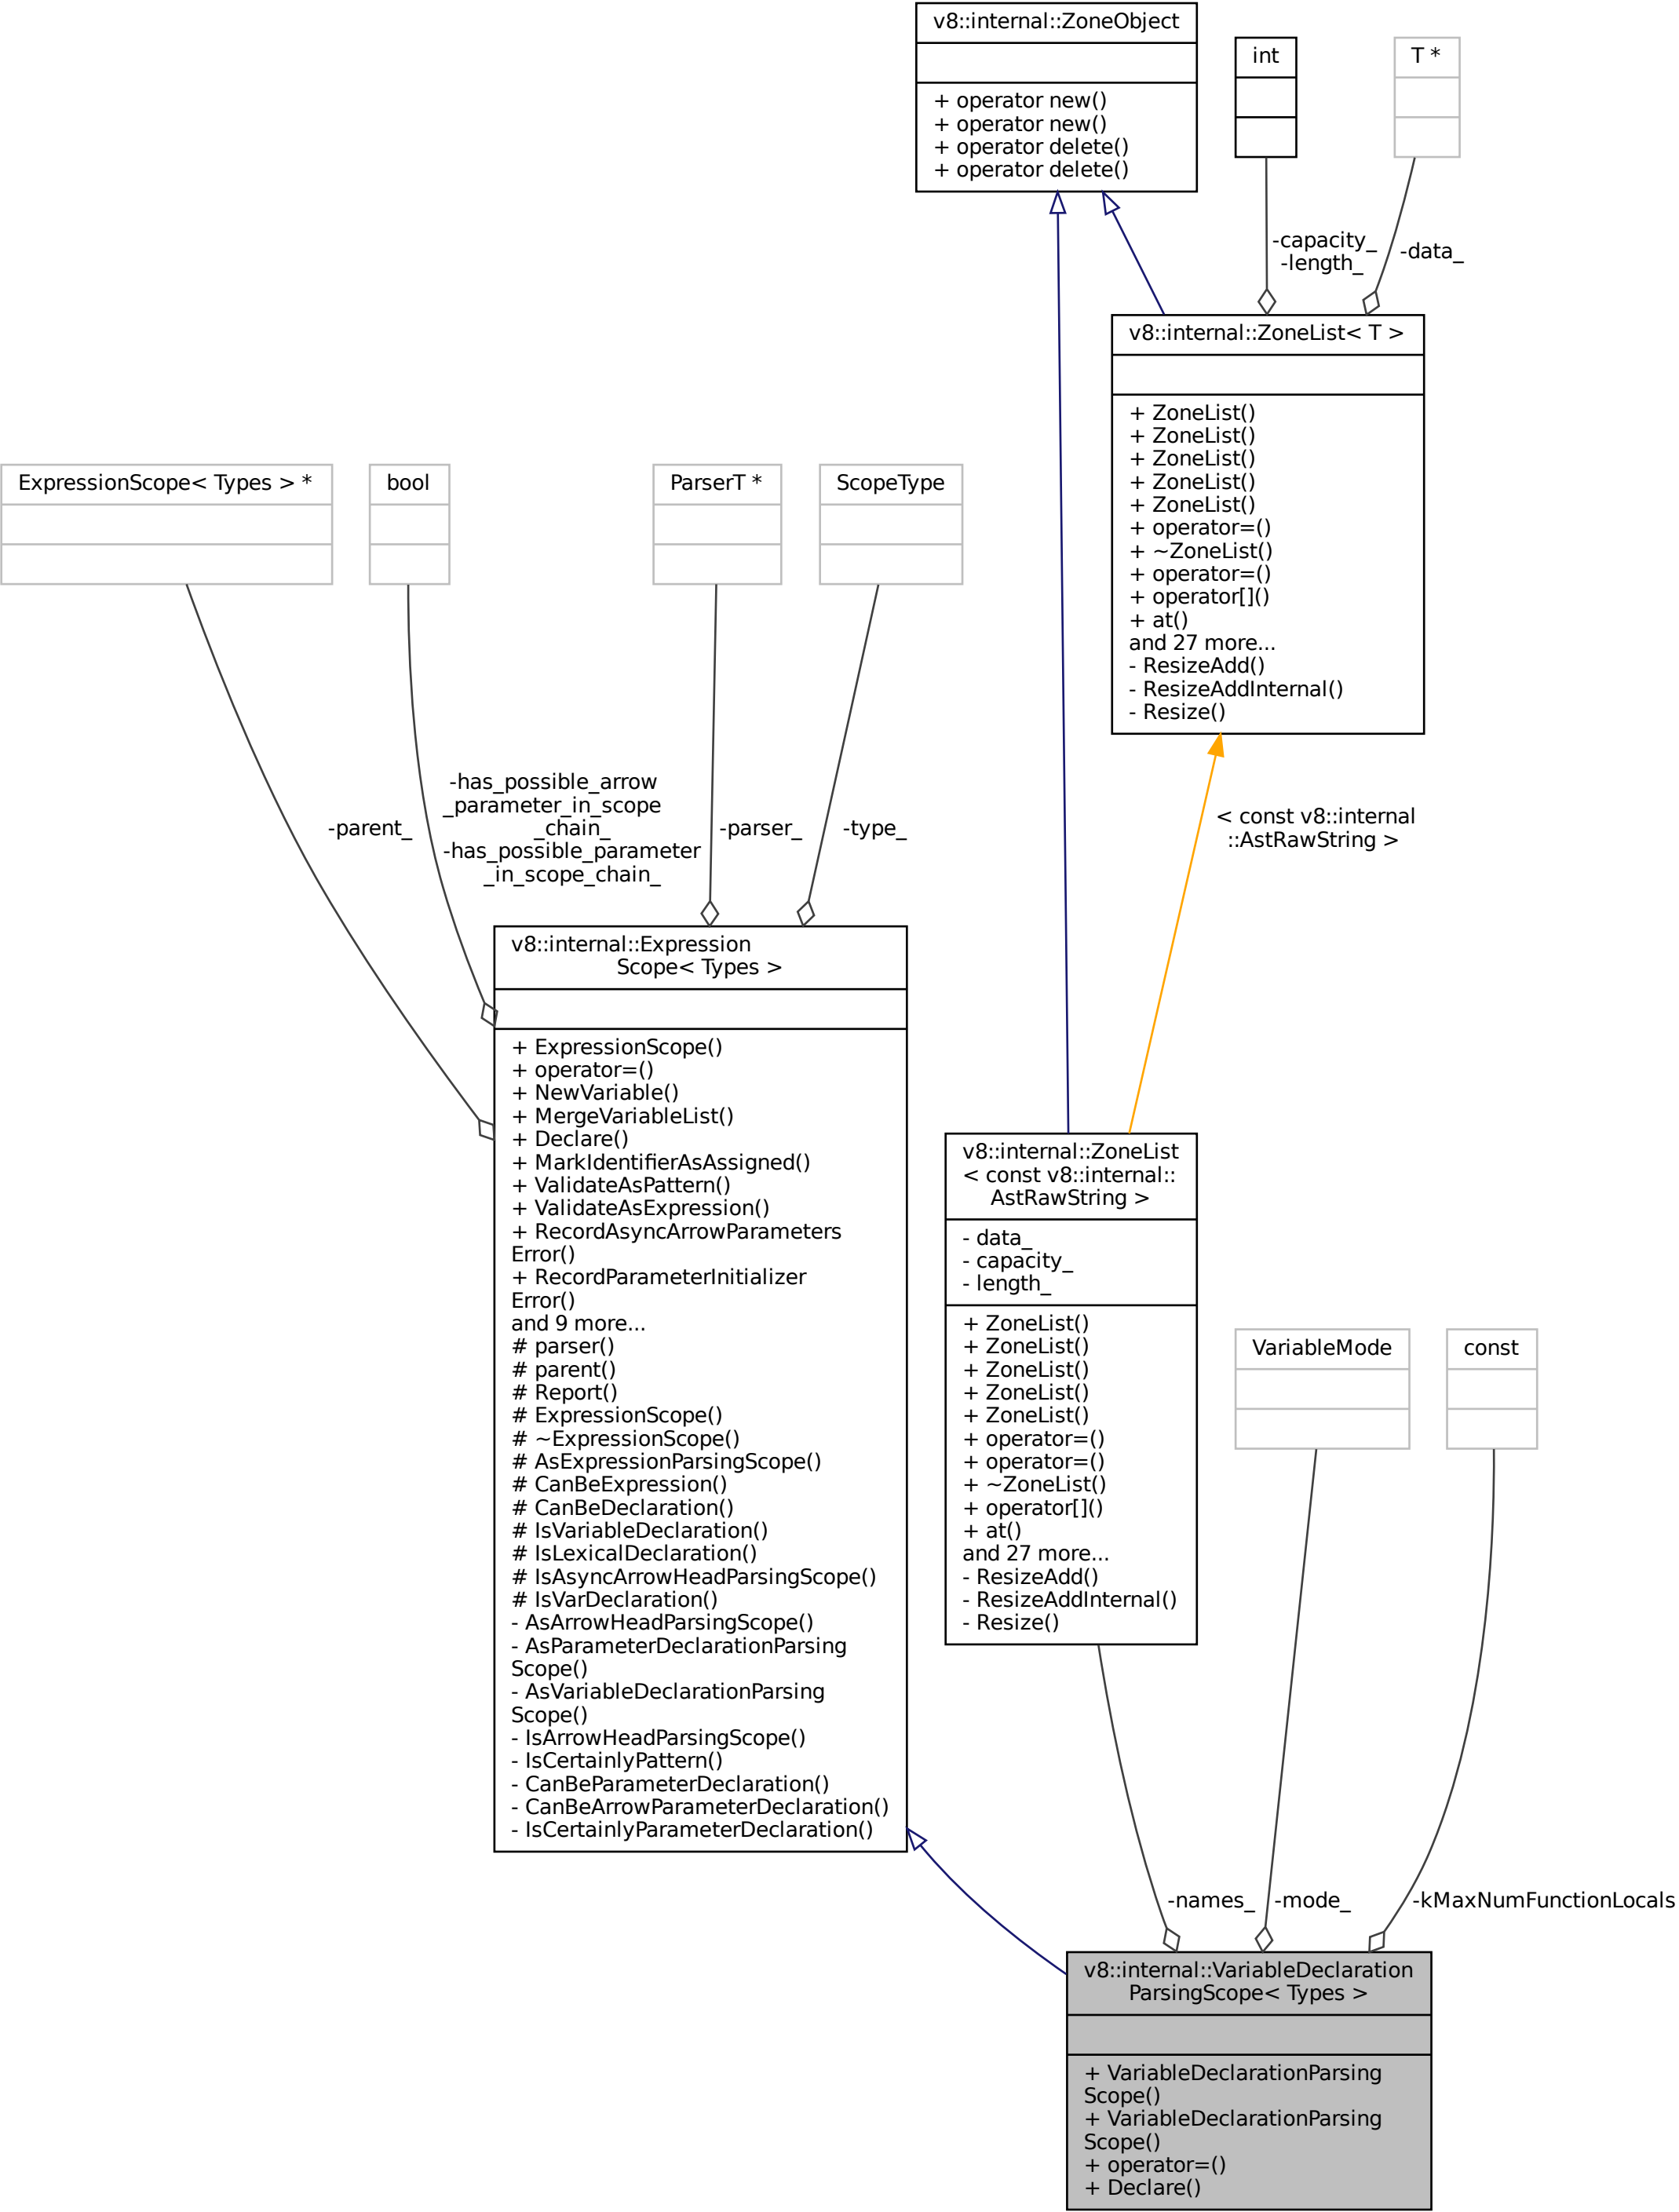 v8::internal::ZoneObject
+ operator new()
+ operator new()
+ operator delete()
+ operator delete()
int
T *
-capacity_
-length_
-data_
v8::internal::ZoneList< T >
+ ZoneList()
+ ZoneList()
+ ZoneList()
+ ZoneList()
+ ZoneList()
+ operator=()
+ ~ZoneList()
+ operator=()
+ operator[]()
+ at()
and 27 more...
- ResizeAdd()
- ResizeAddInternal()
- Resize()
ExpressionScope< Types > *
bool
ParserT *
ScopeType
-parent_
-has_possible_arrow
_parameter_in_scope
_chain_
-has_possible_parameter
_in_scope_chain_
-parser_
-type_
< const v8::internal
::AstRawString >
v8::internal::Expression
Scope< Types >
+ ExpressionScope()
+ operator=()
+ NewVariable()
+ MergeVariableList()
+ Declare()
+ MarkIdentifierAsAssigned()
+ ValidateAsPattern()
+ ValidateAsExpression()
+ RecordAsyncArrowParameters
Error()
+ RecordParameterInitializer
Error()
and 9 more...
# parser()
# parent()
# Report()
# ExpressionScope()
# ~ExpressionScope()
# AsExpressionParsingScope()
# CanBeExpression()
# CanBeDeclaration()
# IsVariableDeclaration()
# IsLexicalDeclaration()
# IsAsyncArrowHeadParsingScope()
# IsVarDeclaration()
- AsArrowHeadParsingScope()
- AsParameterDeclarationParsing
Scope()
- AsVariableDeclarationParsing
Scope()
- IsArrowHeadParsingScope()
- IsCertainlyPattern()
- CanBeParameterDeclaration()
- CanBeArrowParameterDeclaration()
- IsCertainlyParameterDeclaration()
v8::internal::ZoneList
< const v8::internal::
AstRawString >
- data_
- capacity_
- length_
+ ZoneList()
+ ZoneList()
+ ZoneList()
+ ZoneList()
+ ZoneList()
+ operator=()
+ operator=()
+ ~ZoneList()
+ operator[]()
+ at()
and 27 more...
- ResizeAdd()
- ResizeAddInternal()
- Resize()
VariableMode
const
-names_
-mode_
-kMaxNumFunctionLocals
v8::internal::VariableDeclaration
ParsingScope< Types >
+ VariableDeclarationParsing
Scope()
+ VariableDeclarationParsing
Scope()
+ operator=()
+ Declare()